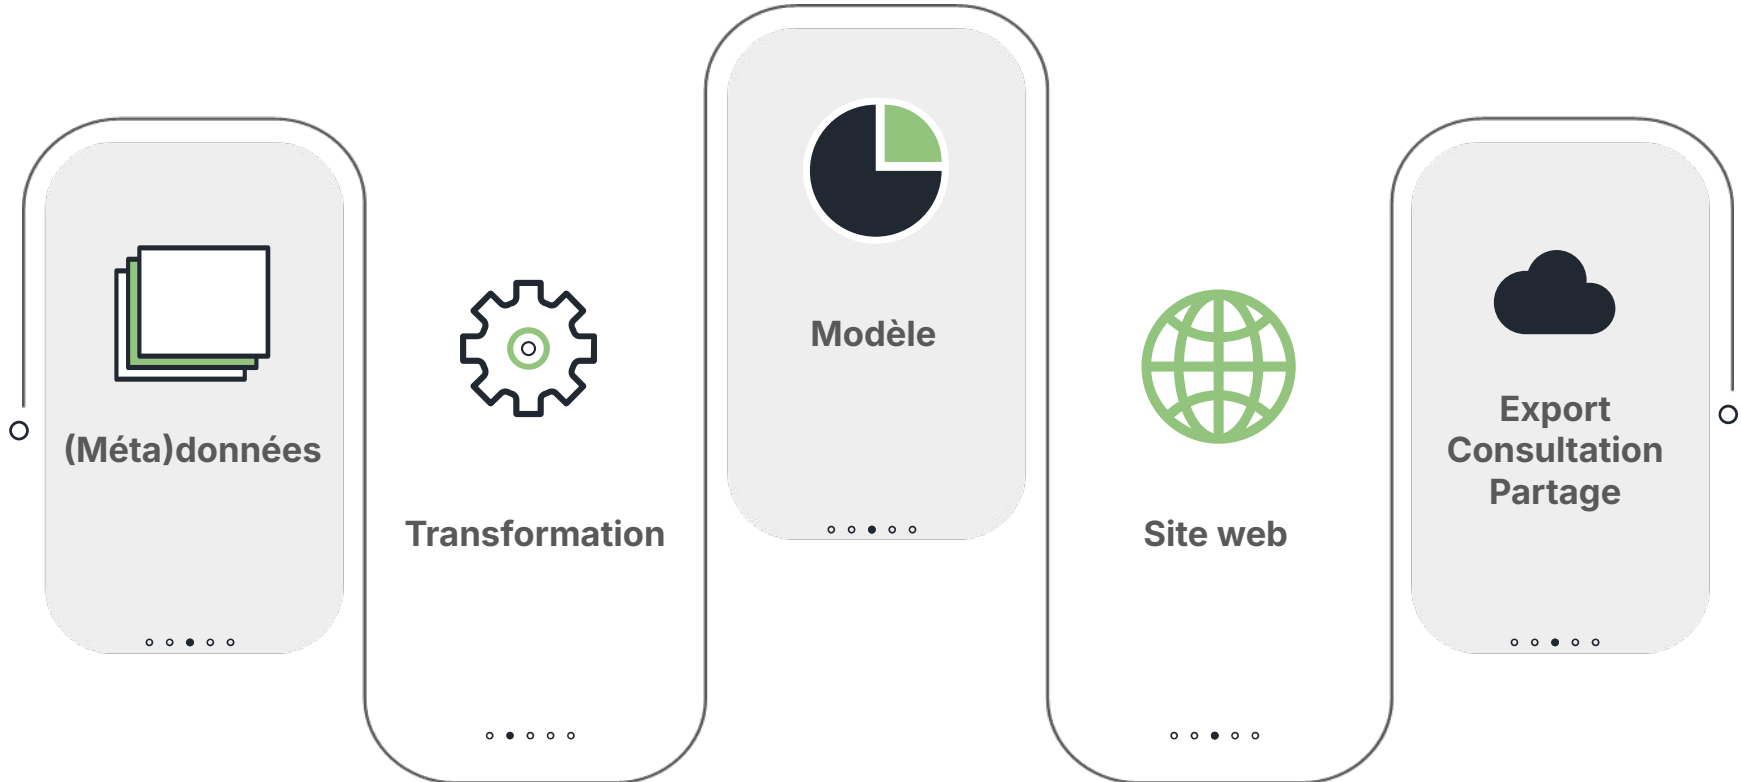 (Méta)données
Transformation
Modèle
Site web
Export
Consultation
Partage